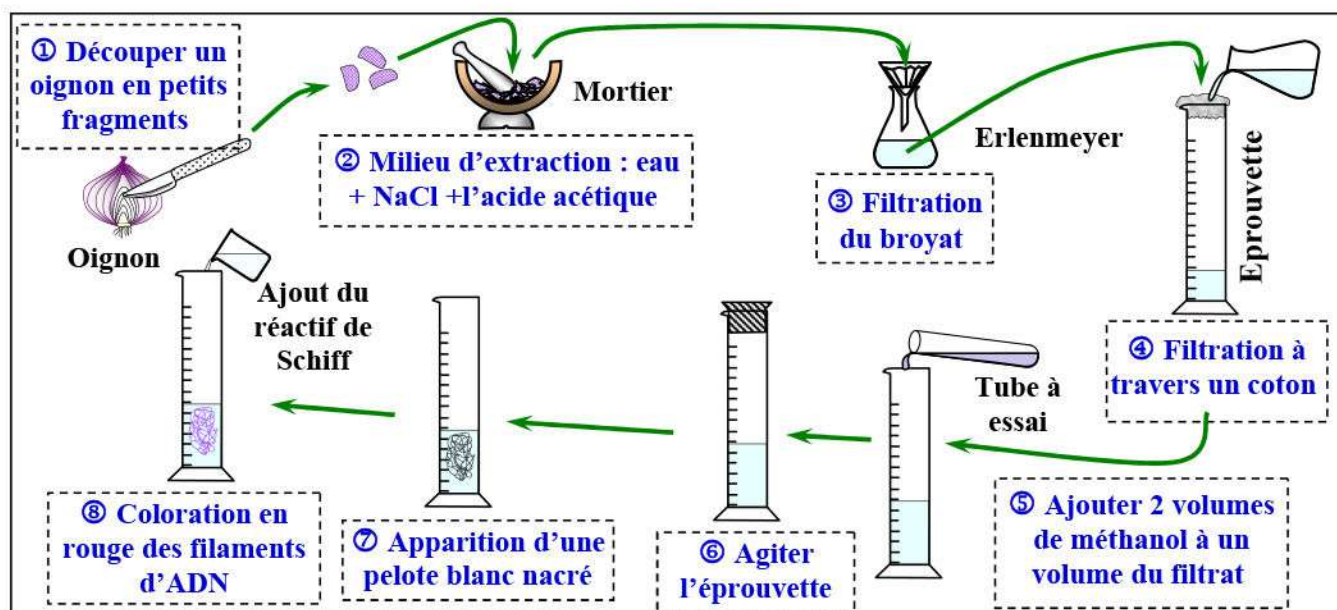 ① Découper un
oignon en petits
fragments
Oignon
Mortier
② Milieu d’extraction : eau
+ NaCl +l’acide acétique
Erlenmeyer
③ Filtration
du broyat
Eprouvette
④ Filtration à
travers un coton
Tube à
essai
⑤ Ajouter 2 volumes
de méthanol à un
volume du filtrat
⑥ Agiter
l’éprouvette
⑦ Apparition d’une
pelote blanc nacré
Ajout du
réactif de
Schiff
⑧ Coloration en
rouge des filaments
d’ADN